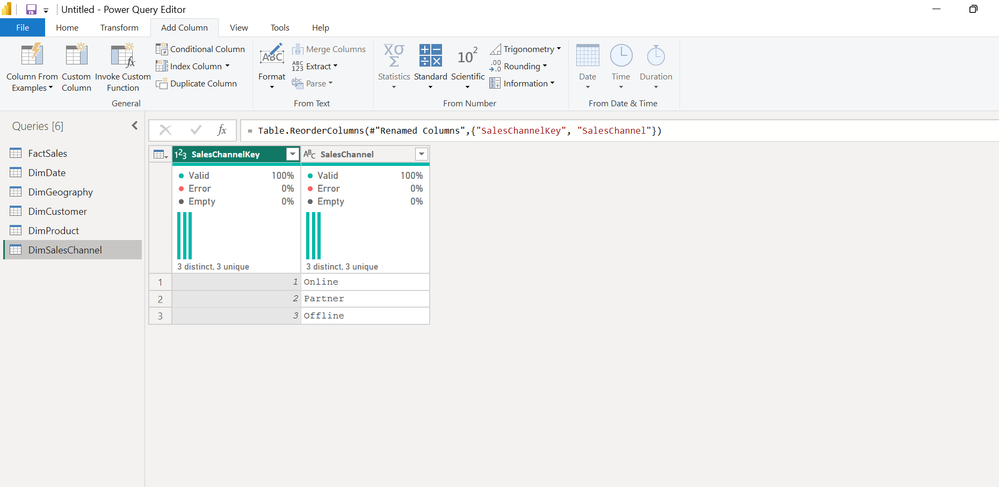 Untitled - Power Query Editor
File Home Transform Add Column View Tools Help
Column From Examples
Custom Column
Invoke Custom Function
Conditional Column
Index Column
Duplicate Column
General
Format
Merge Columns
Extract
Parse
From Text
Statistics
Standard
Scientific
Trigonometry
Rounding
Information
From Number
Date
Time
Duration
From Date & Time
Queries [6]
FactSales
DimDate
DimGeography
DimCustomer
DimProduct
DimSalesChannel
fx = Table.ReorderColumns(#"Renamed Columns",{"SalesChannelKey", "SalesChannel"})
123 SalesChannelKey ABC SalesChannel
Valid 100% Valid 100%
Error 0% Error 0%
Empty 0% Empty 0%
3 distinct, 3 unique 3 distinct, 3 unique
1 1 Online
2 2 Partner
3 3 Offline